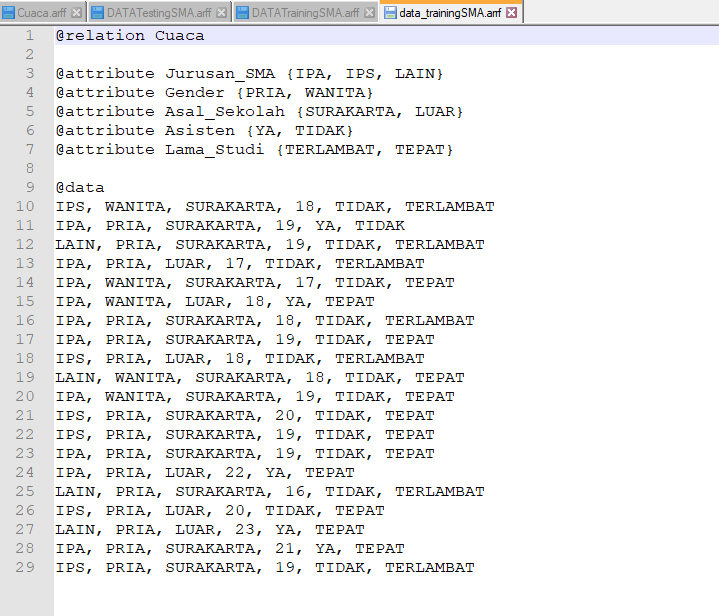 Cuaca.arff DATATestingSMA.arff DATATrainingSMA.arff data_trainingSMA.arff
1 @relation Cuaca
2
3 @attribute Jurusan_SMA {IPA, IPS, LAIN}
4 @attribute Gender {PRIA, WANITA}
5 @attribute Asal_Sekolah {SURAKARTA, LUAR}
6 @attribute Asisten {YA, TIDAK}
7 @attribute Lama_Studi {TERLAMBAT, TEPAT}
8
9 @data
10 IPS, WANITA, SURAKARTA, 18, TIDAK, TERLAMBAT
11 IPA, PRIA, SURAKARTA, 19, YA, TIDAK
12 LAIN, PRIA, SURAKARTA, 19, TIDAK, TERLAMBAT
13 IPA, PRIA, LUAR, 17, TIDAK, TERLAMBAT
14 IPA, WANITA, SURAKARTA, 17, TIDAK, TEPAT
15 IPA, WANITA, LUAR, 18, YA, TEPAT
16 IPA, PRIA, SURAKARTA, 18, TIDAK, TERLAMBAT
17 IPA, PRIA, SURAKARTA, 19, TIDAK, TEPAT
18 IPS, PRIA, LUAR, 18, TIDAK, TERLAMBAT
19 LAIN, WANITA, SURAKARTA, 18, TIDAK, TEPAT
20 IPA, WANITA, SURAKARTA, 19, TIDAK, TEPAT
21 IPS, PRIA, SURAKARTA, 20, TIDAK, TEPAT
22 IPS, PRIA, SURAKARTA, 19, TIDAK, TEPAT
23 IPA, PRIA, SURAKARTA, 19, TIDAK, TEPAT
24 IPA, PRIA, LUAR, 22, YA, TEPAT
25 LAIN, PRIA, SURAKARTA, 16, TIDAK, TERLAMBAT
26 IPS, PRIA, LUAR, 20, TIDAK, TEPAT
27 LAIN, PRIA, LUAR, 23, YA, TEPAT
28 IPA, PRIA, SURAKARTA, 21, YA, TEPAT
29 IPS, PRIA, SURAKARTA, 19, TIDAK, TERLAMBAT